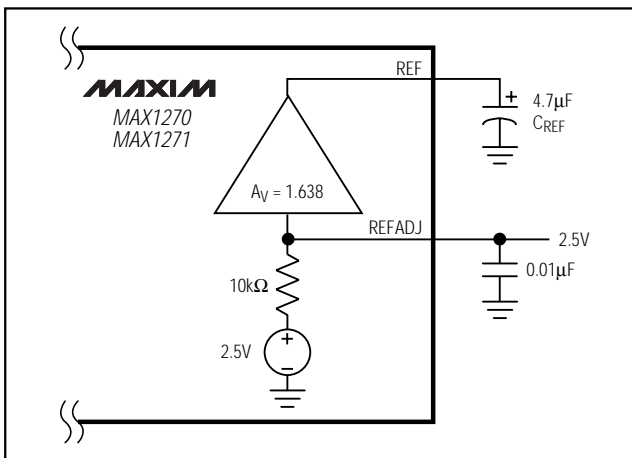 REF
MAXIM
MAX1270
MAX1271
+
4.7µF
CREF
AV = 1.638
REFADJ
2.5V
0.01µF
10kΩ
2.5V
+
−